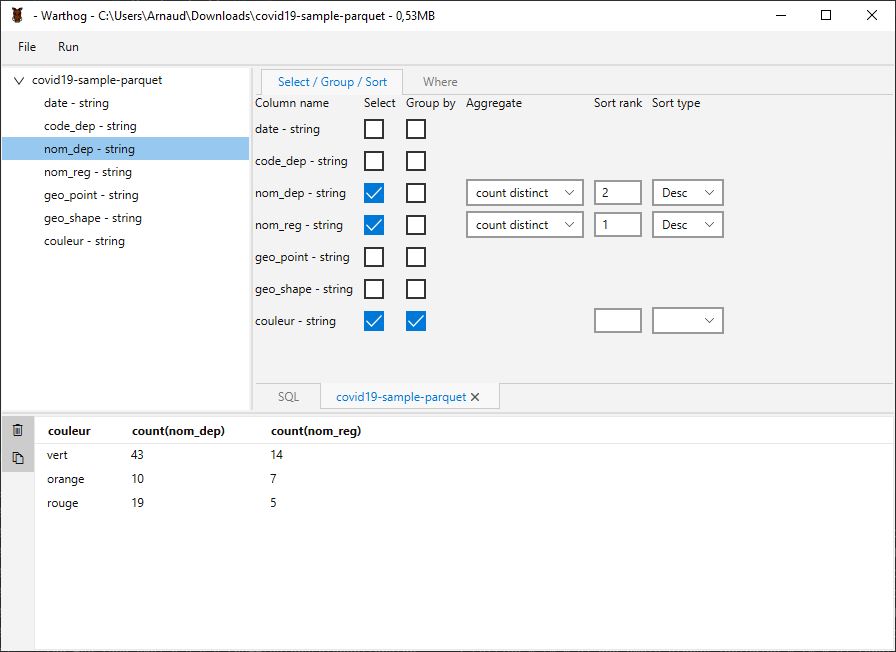 - Warthog - C:\Users\Arnaud\Downloads\covid19-sample-parquet - 0,53MB
File Run
covid19-sample-parquet
date - string
code_dep - string
nom_dep - string
nom_reg - string
geo_point - string
geo_shape - string
couleur - string
Select / Group / Sort Where
Column name Select Group by Aggregate Sort rank Sort type
date - string
code_dep - string
nom_dep - string count distinct 2 Desc
nom_reg - string count distinct 1 Desc
geo_point - string
geo_shape - string
couleur - string
SQL covid19-sample-parquet
couleur count(nom_dep) count(nom_reg)
vert 43 14
orange 10 7
rouge 19 5